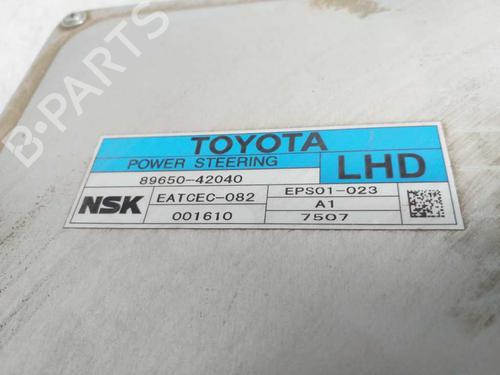 B-PARTS
TOYOTA
POWER STEERING
LHD
89650-42040
NSK
EATCEC-082
EPS01-023
001610
A1
7507